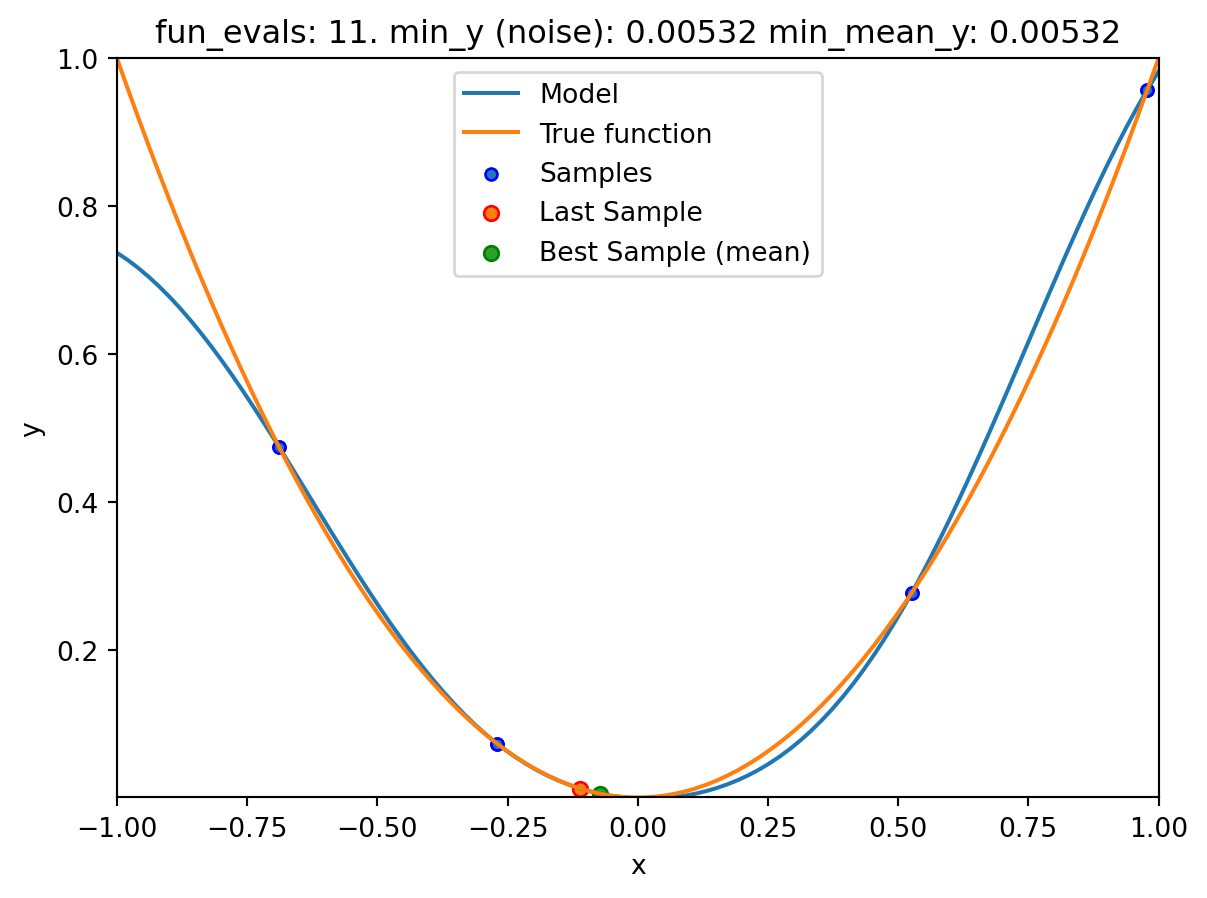 fun_evals: 11. min_y (noise): 0.00532 min_mean_y: 0.00532
Model
True function
Samples
Last Sample
Best Sample (mean)
1.0
0.8
0.6
0.4
0.2
y
−1.00 −0.75 −0.50 −0.25 0.00 0.25 0.50 0.75 1.00
x